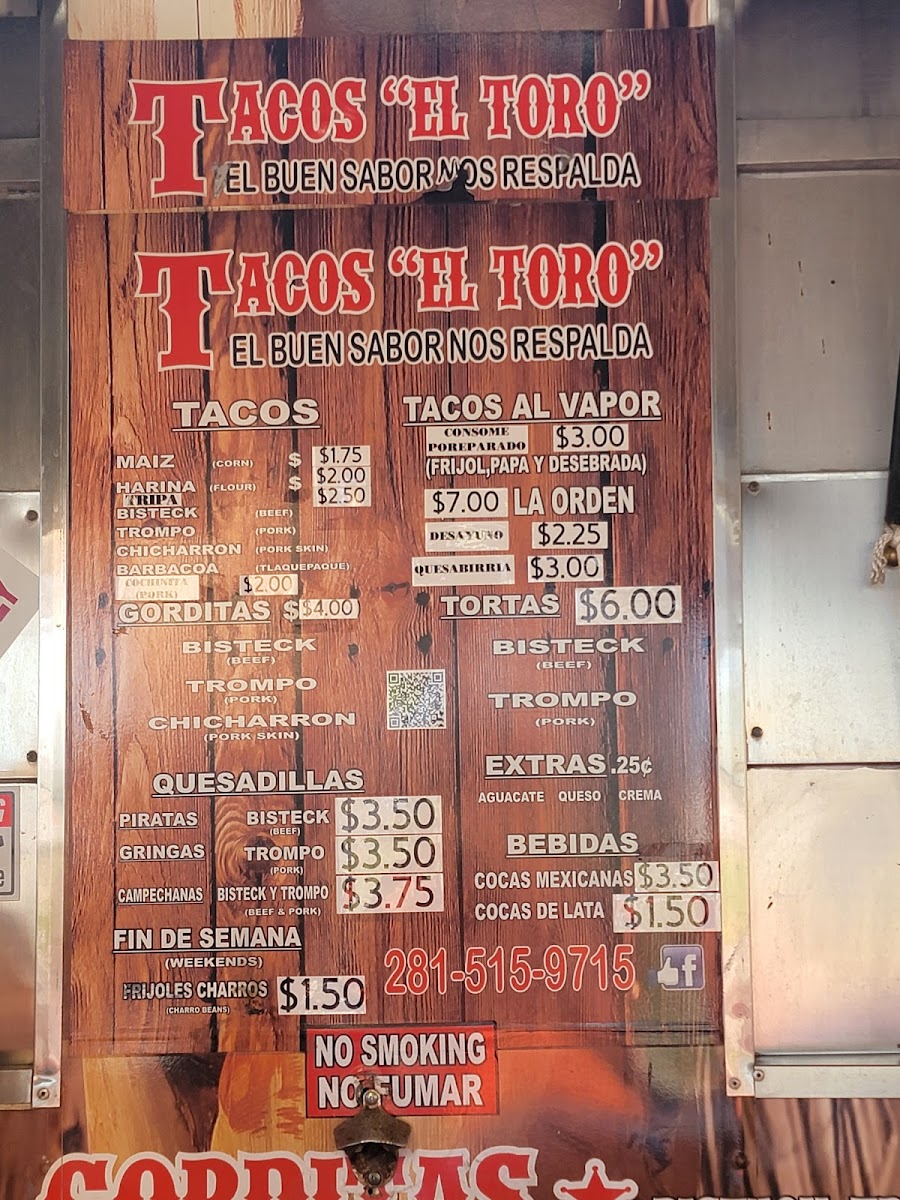 TACOS “EL TORO”
EL BUEN SABOR NOS RESPALDA
TACOS “EL TORO”
EL BUEN SABOR NOS RESPALDA
TACOS
MAIZ (CORN) $ $1.75
HARINA (FLOUR) $ $2.00
TRIPA $2.50
BISTECK (BEEF)
TROMPO (PORK)
CHICHARRON (PORK SKIN)
BARBACOA (TLAQUEPAQUE)
COCHINITA
(PORK) $2.00
GORDITAS $ $4.00
BISTECK
(BEEF)
TROMPO
(PORK)
CHICHARRON
(PORK SKIN)
QUESADILLAS
PIRATAS BISTECK $3.50
(BEEF)
GRINGAS TROMPO $3.50
(PORK)
CAMPECHANAS BISTECK Y TROMPO $3.75
(BEEF & PORK)
FIN DE SEMANA
(WEEKENDS)
FRIJOLES CHARROS $1.50
(CHARRO BEANS)
TACOS AL VAPOR
CONSOME
POREPARADO $3.00
(FRIJOL,PAPA Y DESEBRADA)
$7.00 LA ORDEN
DESAYUNO $2.25
QUESABIRRIA $3.00
TORTAS $6.00
BISTECK
(BEEF)
TROMPO
(PORK)
EXTRAS .25¢
AGUACATE QUESO CREMA
BEBIDAS
COCAS MEXICANAS $3.50
COCAS DE LATA $1.50
281-515-9715 f
NO SMOKING
NO FUMAR
GORDITAS